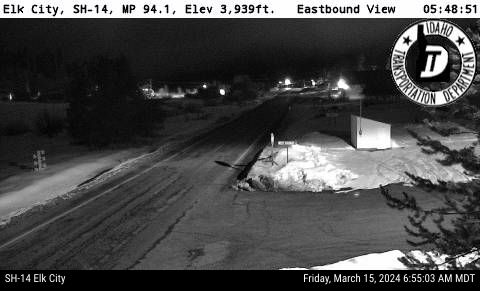 Elk City, SH-14, MP 94.1, Elev 3,939ft. Eastbound View 05:48:51
IDAHO
TRANSPORTATION DEPARTMENT
SH-14 Elk City Friday, March 15, 2024 6:55:03 AM MDT